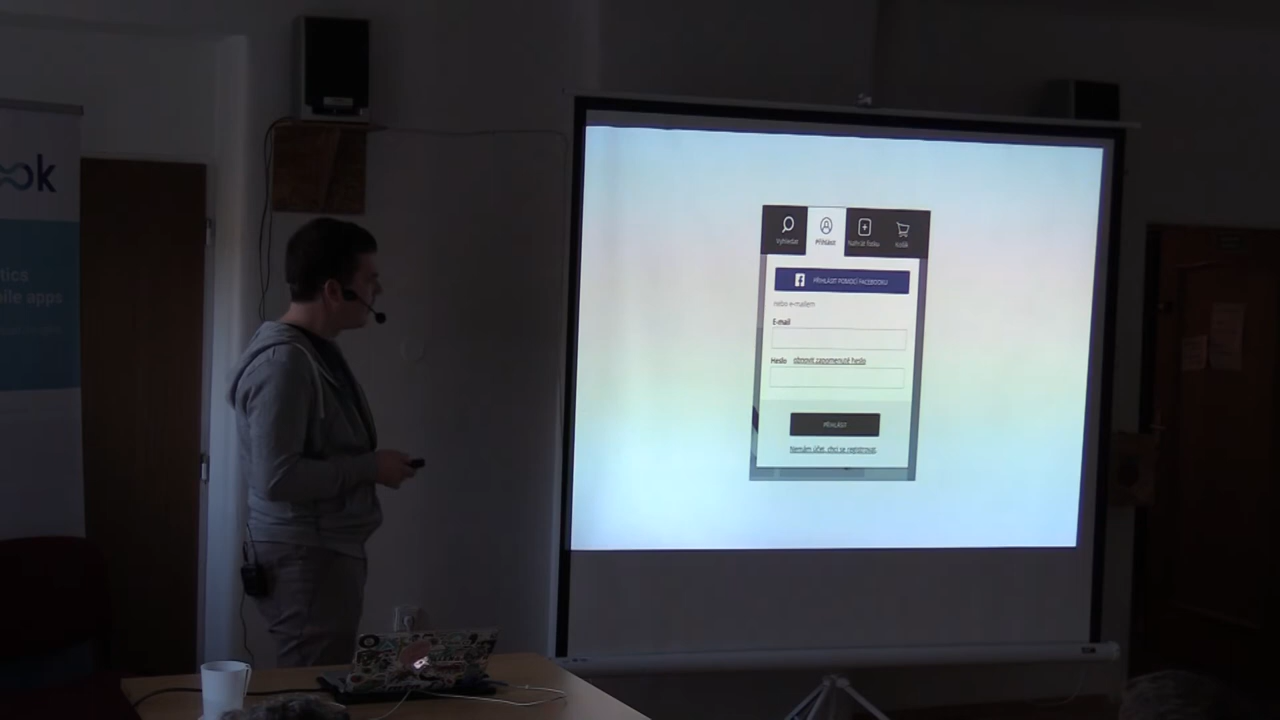 ok
tics
ile apps
Vyhledat
Přihlásit
Nahrát fotku
Košík
PŘIHLÁSIT POMOCÍ FACEBOOKU
nebo e-mailem
E-mail
Heslo obnovit zapomenuté heslo
PŘIHLÁSIT
Nemám účet, chci se registrovat.